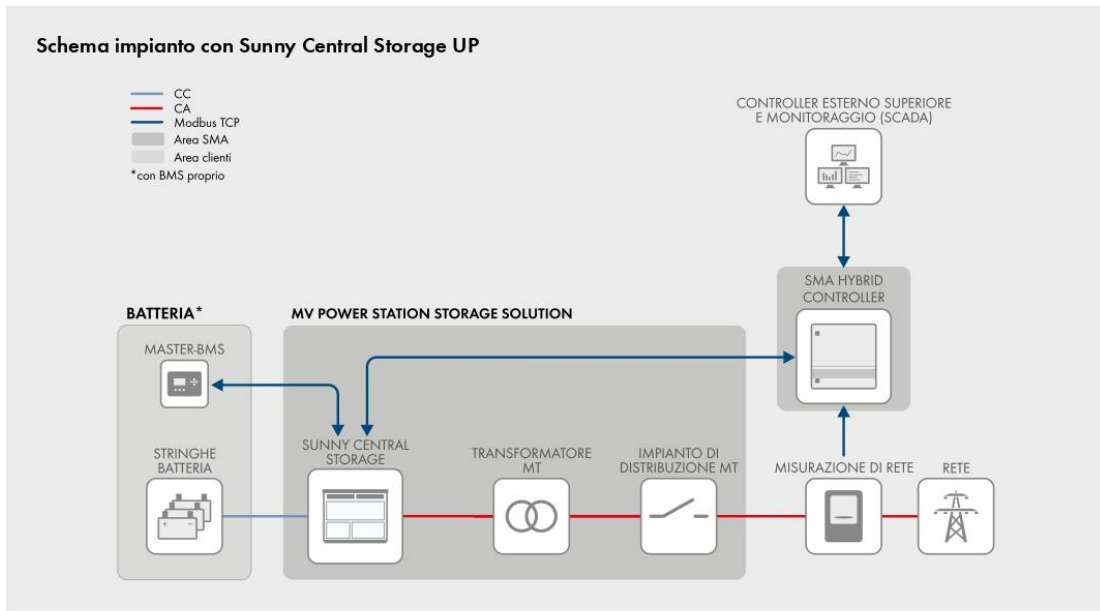 Schema impianto con Sunny Central Storage UP
CC
CA
Modbus TCP
Area SMA
Area clienti
*con BMS proprio
CONTROLLER ESTERNO SUPERIORE
E MONITORAGGIO (SCADA)
SMA HYBRID
CONTROLLER
BATTERIA*
MV POWER STATION STORAGE SOLUTION
MASTER-BMS
STRINGHE
BATTERIA
SUNNY CENTRAL
STORAGE
TRANSFORMATORE
MT
IMPIANTO DI
DISTRIBUZIONE MT
MISURAZIONE DI RETE
RETE